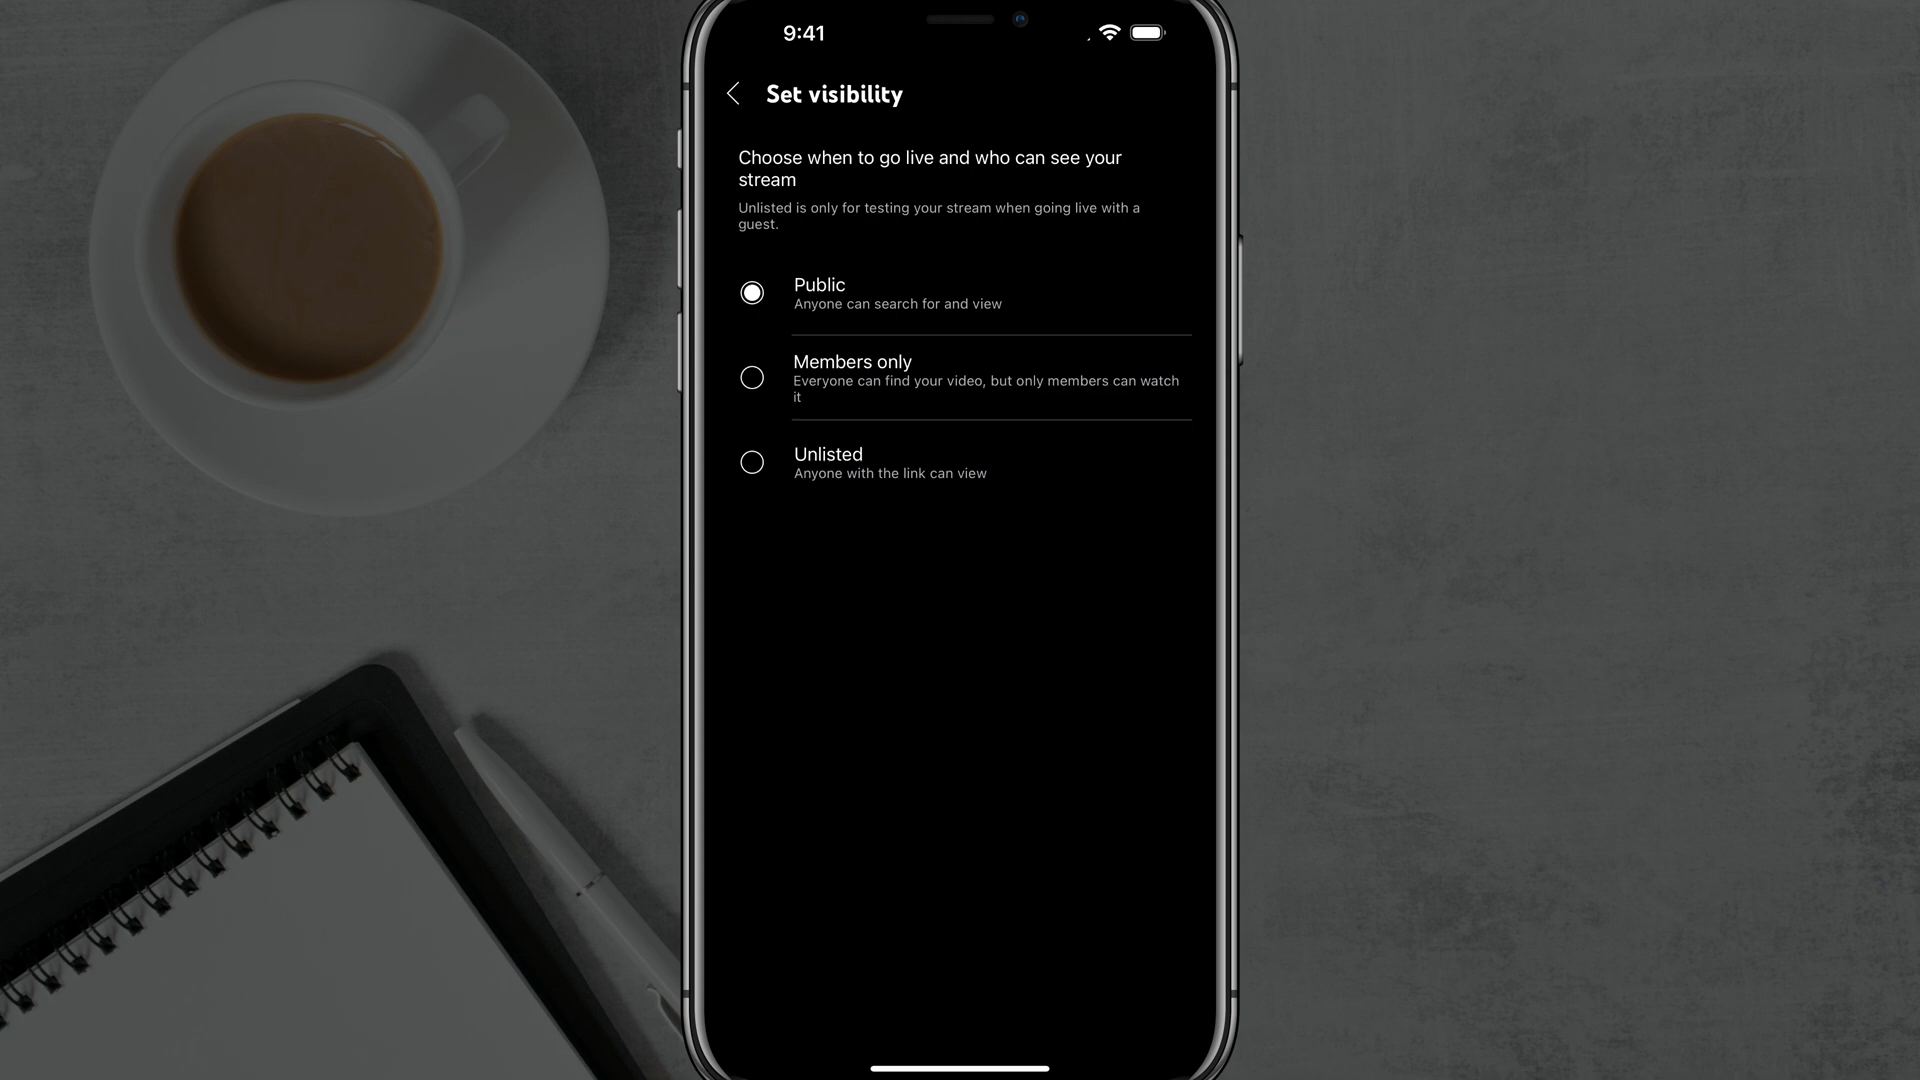 9:41
Set visibility
Choose when to go live and who can see your
stream
Unlisted is only for testing your stream when going live with a
guest.
Public
Anyone can search for and view
Members only
Everyone can find your video, but only members can watch
it
Unlisted
Anyone with the link can view